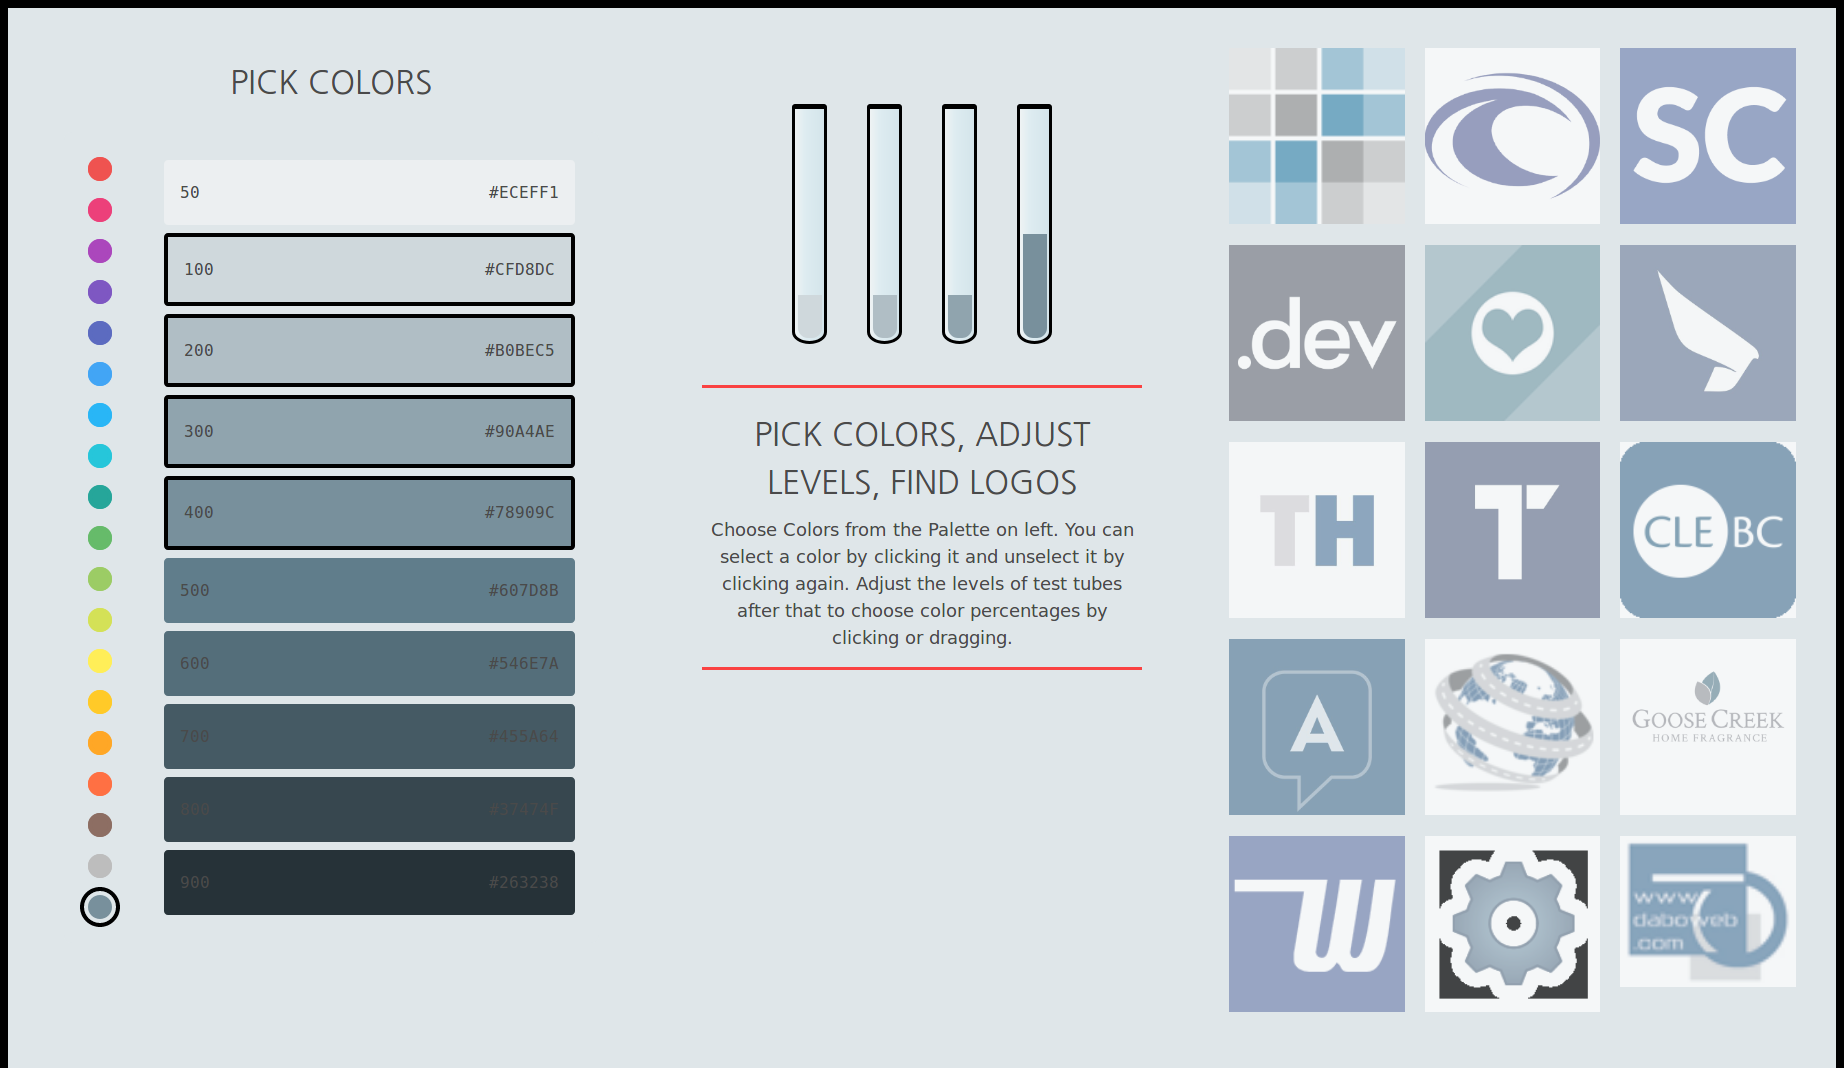 PICK COLORS
50 #ECEFF1
100 #CFD8DC
200 #B0BEC5
300 #90A4AE
400 #78909C
500 #607D8B
600 #546E7A
700 #455A64
800 #37474F
900 #263238
PICK COLORS, ADJUST
LEVELS, FIND LOGOS
Choose Colors from the Palette on left. You can
select a color by clicking it and unselect it by
clicking again. Adjust the levels of test tubes
after that to choose color percentages by
clicking or dragging.
SC
.dev
TH
T
CLE BC
A
GOOSE CREEK
HOME FRAGRANCE
W
www
daboweb
.com